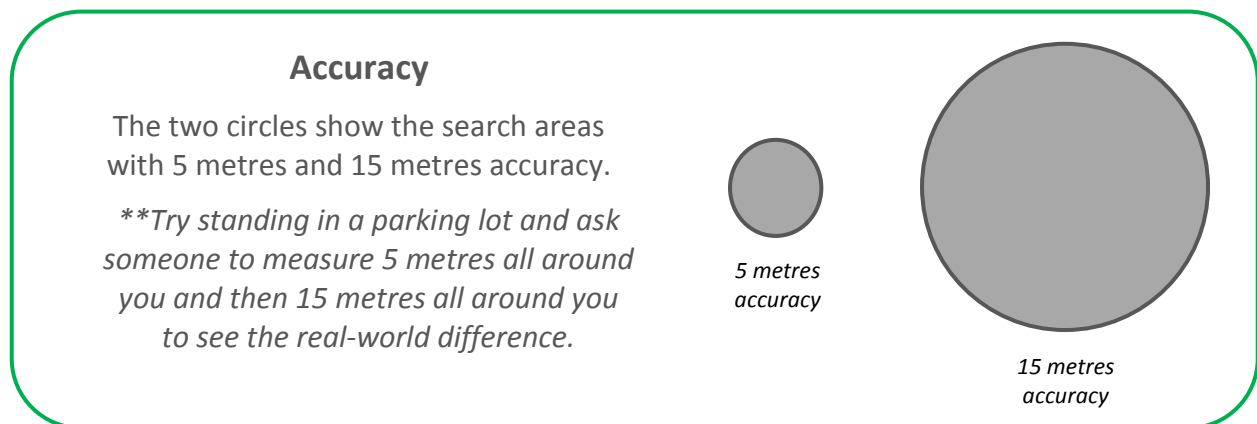 Accuracy
The two circles show the search areas
with 5 metres and 15 metres accuracy.
**Try standing in a parking lot and ask
someone to measure 5 metres all around
you and then 15 metres all around you
to see the real-world difference.
5 metres
accuracy
15 metres
accuracy